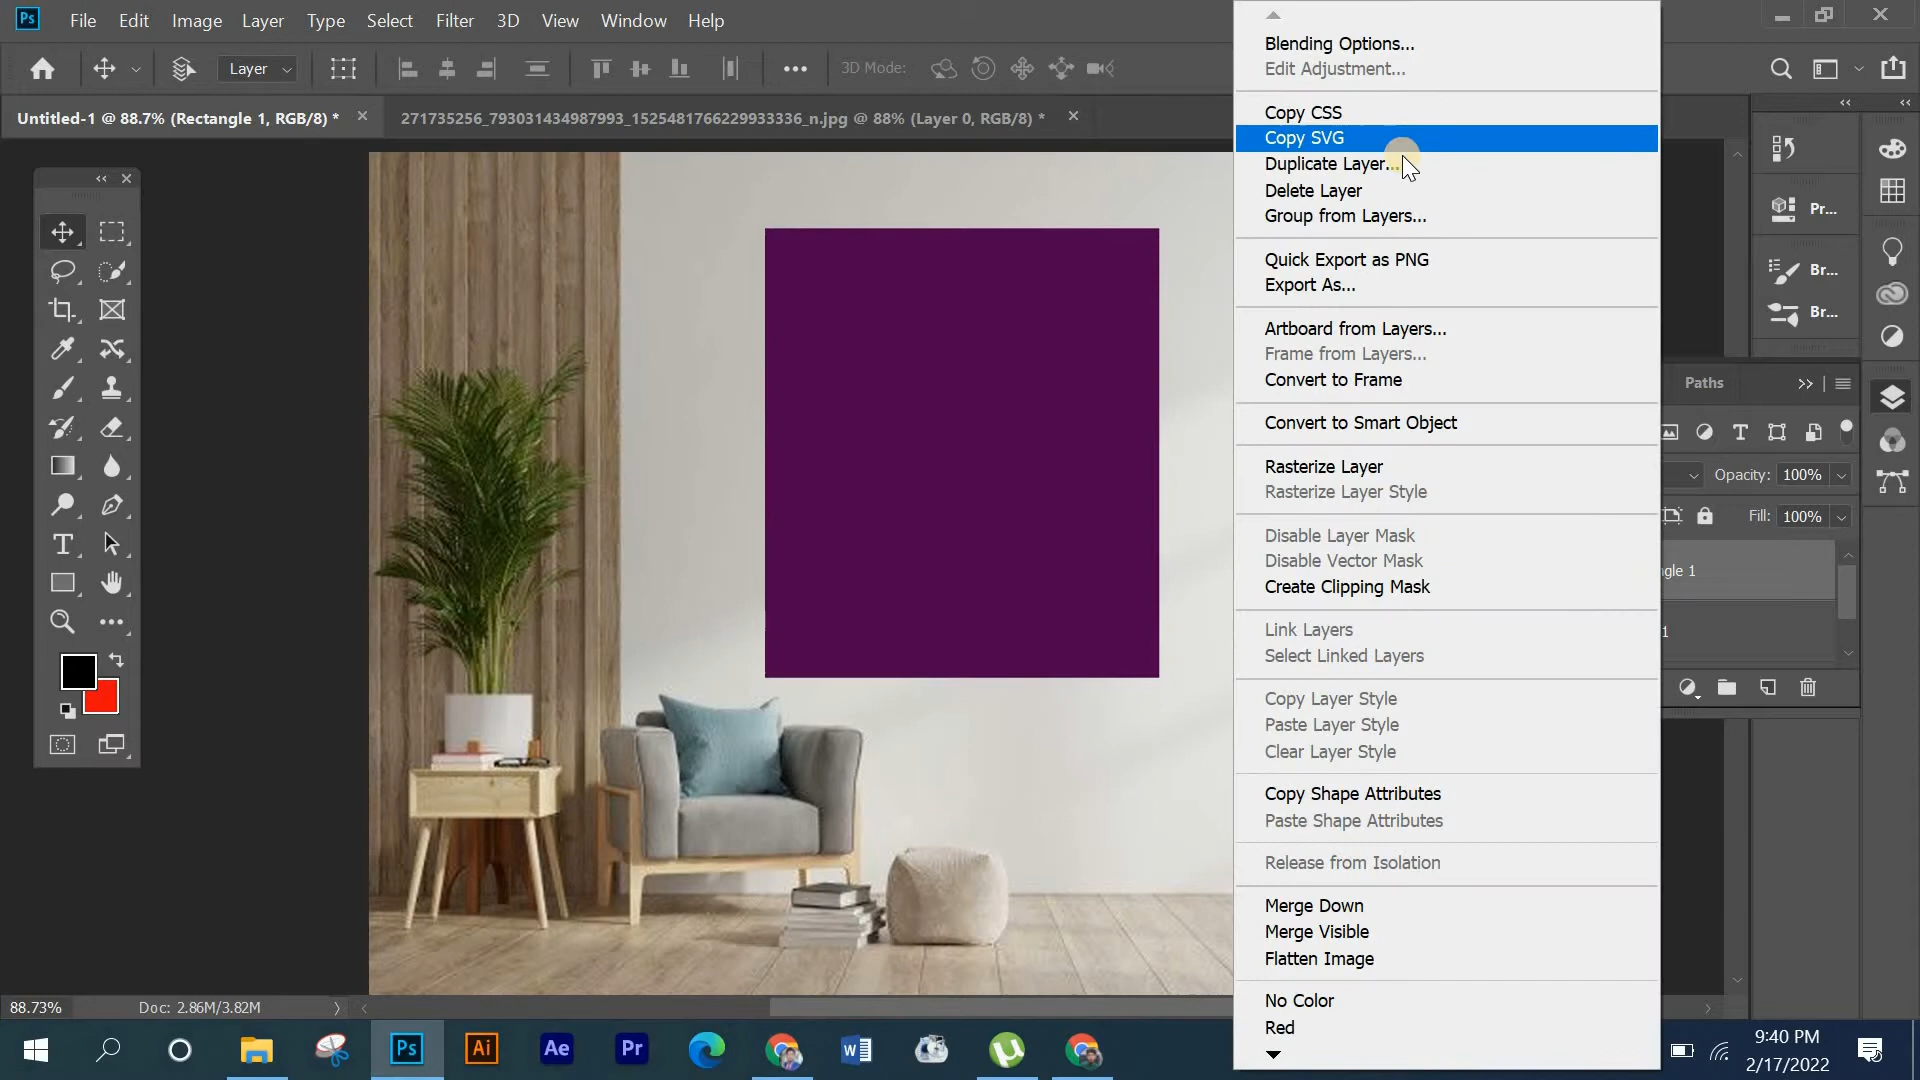 Ps File Edit Image Layer Type Select Filter 3D View Window Help
Layer 3D Mode:
Untitled-1 @ 88.7% (Rectangle 1, RGB/8) * 271735256_793031434987993_1525481766229933336_n.jpg @ 88% (Layer 0, RGB/8) *
Blending Options...
Edit Adjustment...
Copy CSS
Copy SVG
Duplicate Layer...
Delete Layer
Group from Layers...
Quick Export as PNG
Export As...
Artboard from Layers...
Frame from Layers...
Convert to Frame
Convert to Smart Object
Rasterize Layer
Rasterize Layer Style
Disable Layer Mask
Disable Vector Mask
Create Clipping Mask
Link Layers
Select Linked Layers
Copy Layer Style
Paste Layer Style
Clear Layer Style
Copy Shape Attributes
Paste Shape Attributes
Release from Isolation
Merge Down
Merge Visible
Flatten Image
No Color
Red
Pr...
Br...
Br...
Paths
Opacity: 100%
Fill: 100%
ngle 1
1
88.73% Doc: 2.86M/3.82M
Ps Ai Ae Pr
9:40 PM
2/17/2022